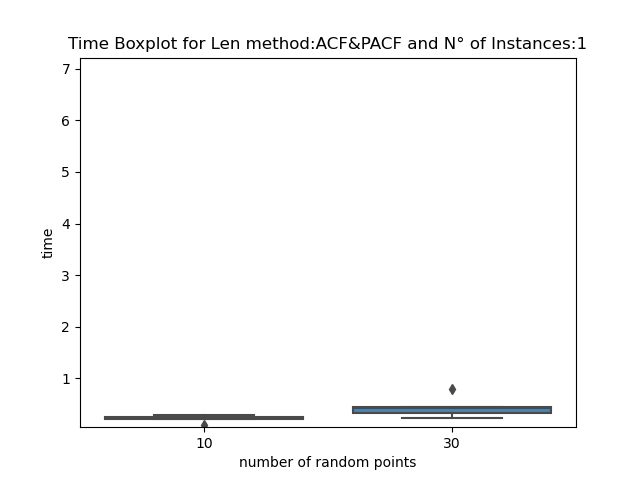 Time Boxplot for Len method:ACF&PACF and N° of Instances:1
7
6
5
4
3
2
1
time
10 30
number of random points